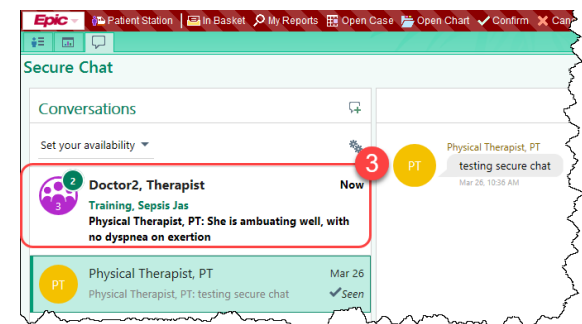 Epic Patient Station In Basket My Reports Open Case Open Chart Confirm
Secure Chat
Conversations
Set your availability
3
2
3
Doctor2, Therapist Now
Training, Sepsis Jas
Physical Therapist, PT: She is ambuating well, with
no dyspnea on exertion
PT
Physical Therapist, PT Mar 26
Physical Therapist, PT: testing secure chat Seen
Physical Therapist, PT
PT
testing secure chat
Mar 26, 10:36 AM